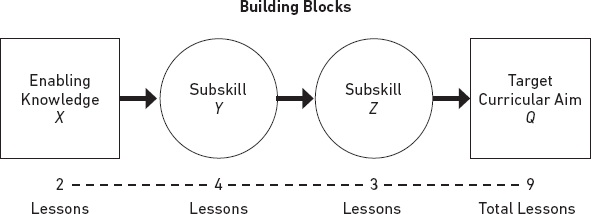 Building Blocks
Enabling
Knowledge
X
Subskill
Y
Subskill
Z
Target
Curricular Aim
Q
2
4
3
9
Lessons
Lessons
Lessons
Total Lessons